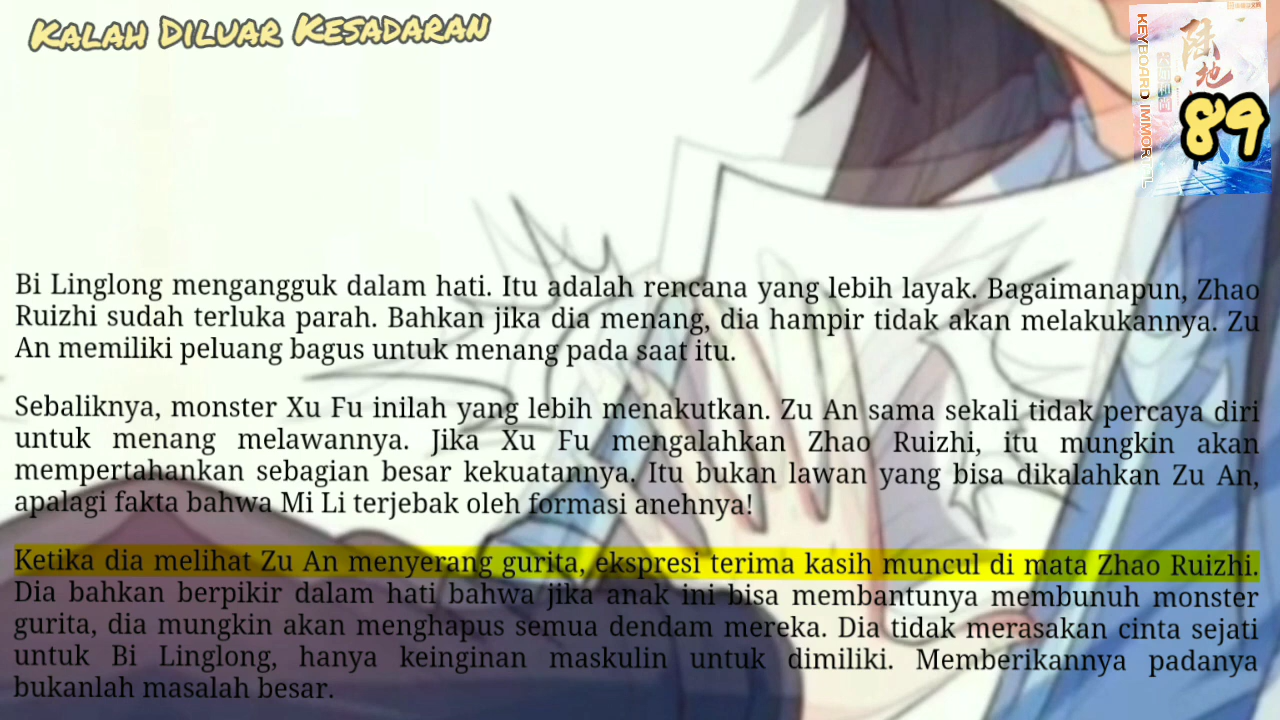 Kalah Diluar Kesadaran
KEYBOARD IMMORTAL
陆地
89
Bi Linglong mengangguk dalam hati. Itu adalah rencana yang lebih layak. Bagaimanapun, Zhao
Ruizhi sudah terluka parah. Bahkan jika dia menang, dia hampir tidak akan melakukannya. Zu
An memiliki peluang bagus untuk menang pada saat itu.
Sebaliknya, monster Xu Fu inilah yang lebih menakutkan. Zu An sama sekali tidak percaya diri
untuk menang melawannya. Jika Xu Fu mengalahkan Zhao Ruizhi, itu mungkin akan
mempertahankan sebagian besar kekuatannya. Itu bukan lawan yang bisa dikalahkan Zu An,
apalagi fakta bahwa Mi Li terjebak oleh formasi anehnya!
Ketika dia melihat Zu An menyerang gurita, ekspresi terima kasih muncul di mata Zhao Ruizhi.
Dia bahkan berpikir dalam hati bahwa jika anak ini bisa membantunya membunuh monster
gurita, dia mungkin akan menghapus semua dendam mereka. Dia tidak merasakan cinta sejati
untuk Bi Linglong, hanya keinginan maskulin untuk dimiliki. Memberikannya padanya
bukanlah masalah besar.